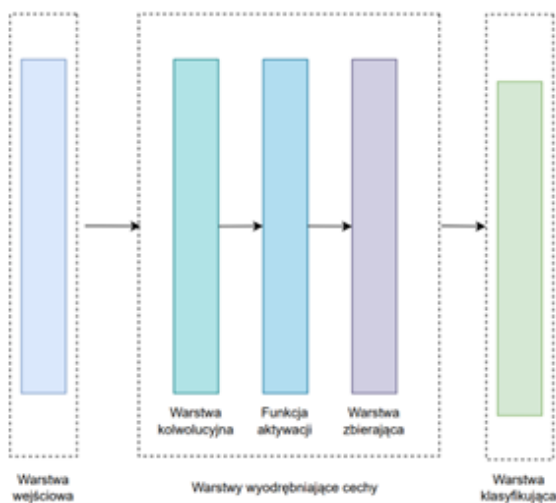 Warstwa
kolwolucyjna
Funkcja
aktywacji
Warstwa
zbierająca
Warstwa
wejściowa
Warstwy wyodrębniające cechy
Warstwa
klasyfikująca